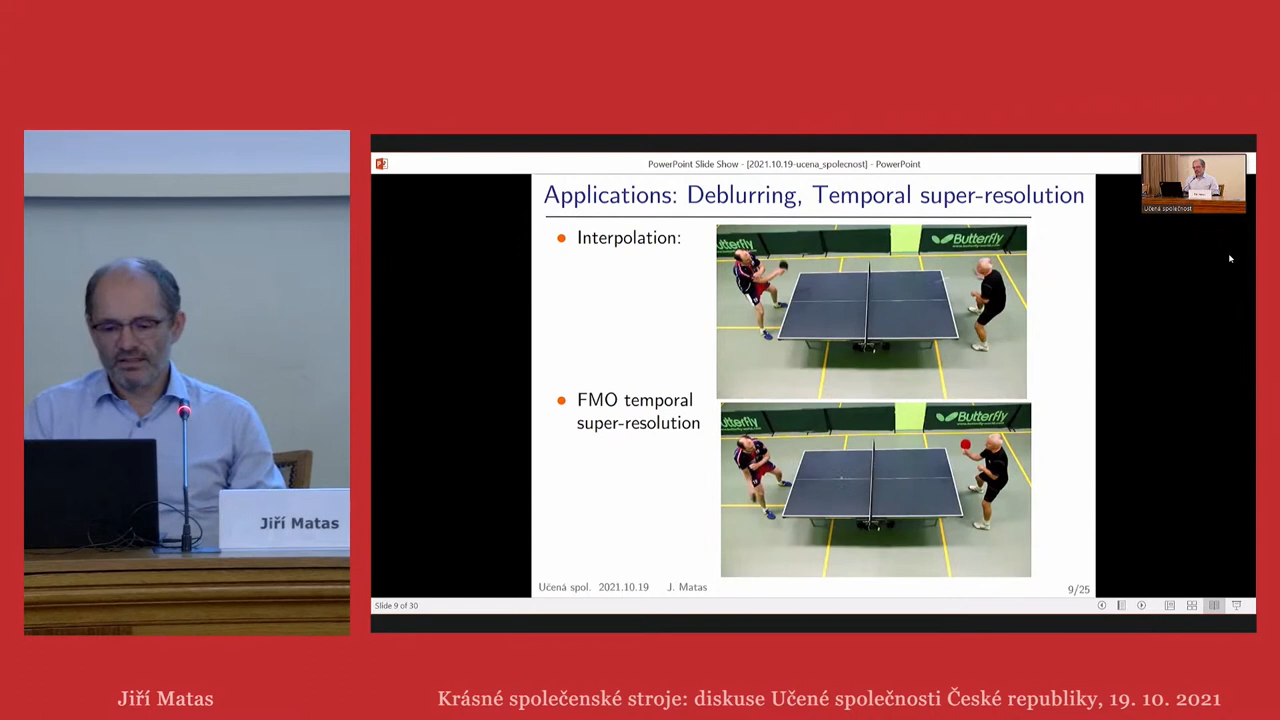 PowerPoint Slide Show - [2021.10.19-ucena_spolecnost] - PowerPoint
Applications: Deblurring, Temporal super-resolution
Interpolation:
Butterfly
FMO temporal
super-resolution
Butterfly
Učená spol. 2021.10.19 J. Matas
9/25
Slide 9 of 30
Učená společnost
Jiří Matas
Jiří Matas
Krásné společenské stroje: diskuse Učené společnosti České republiky, 19. 10. 2021